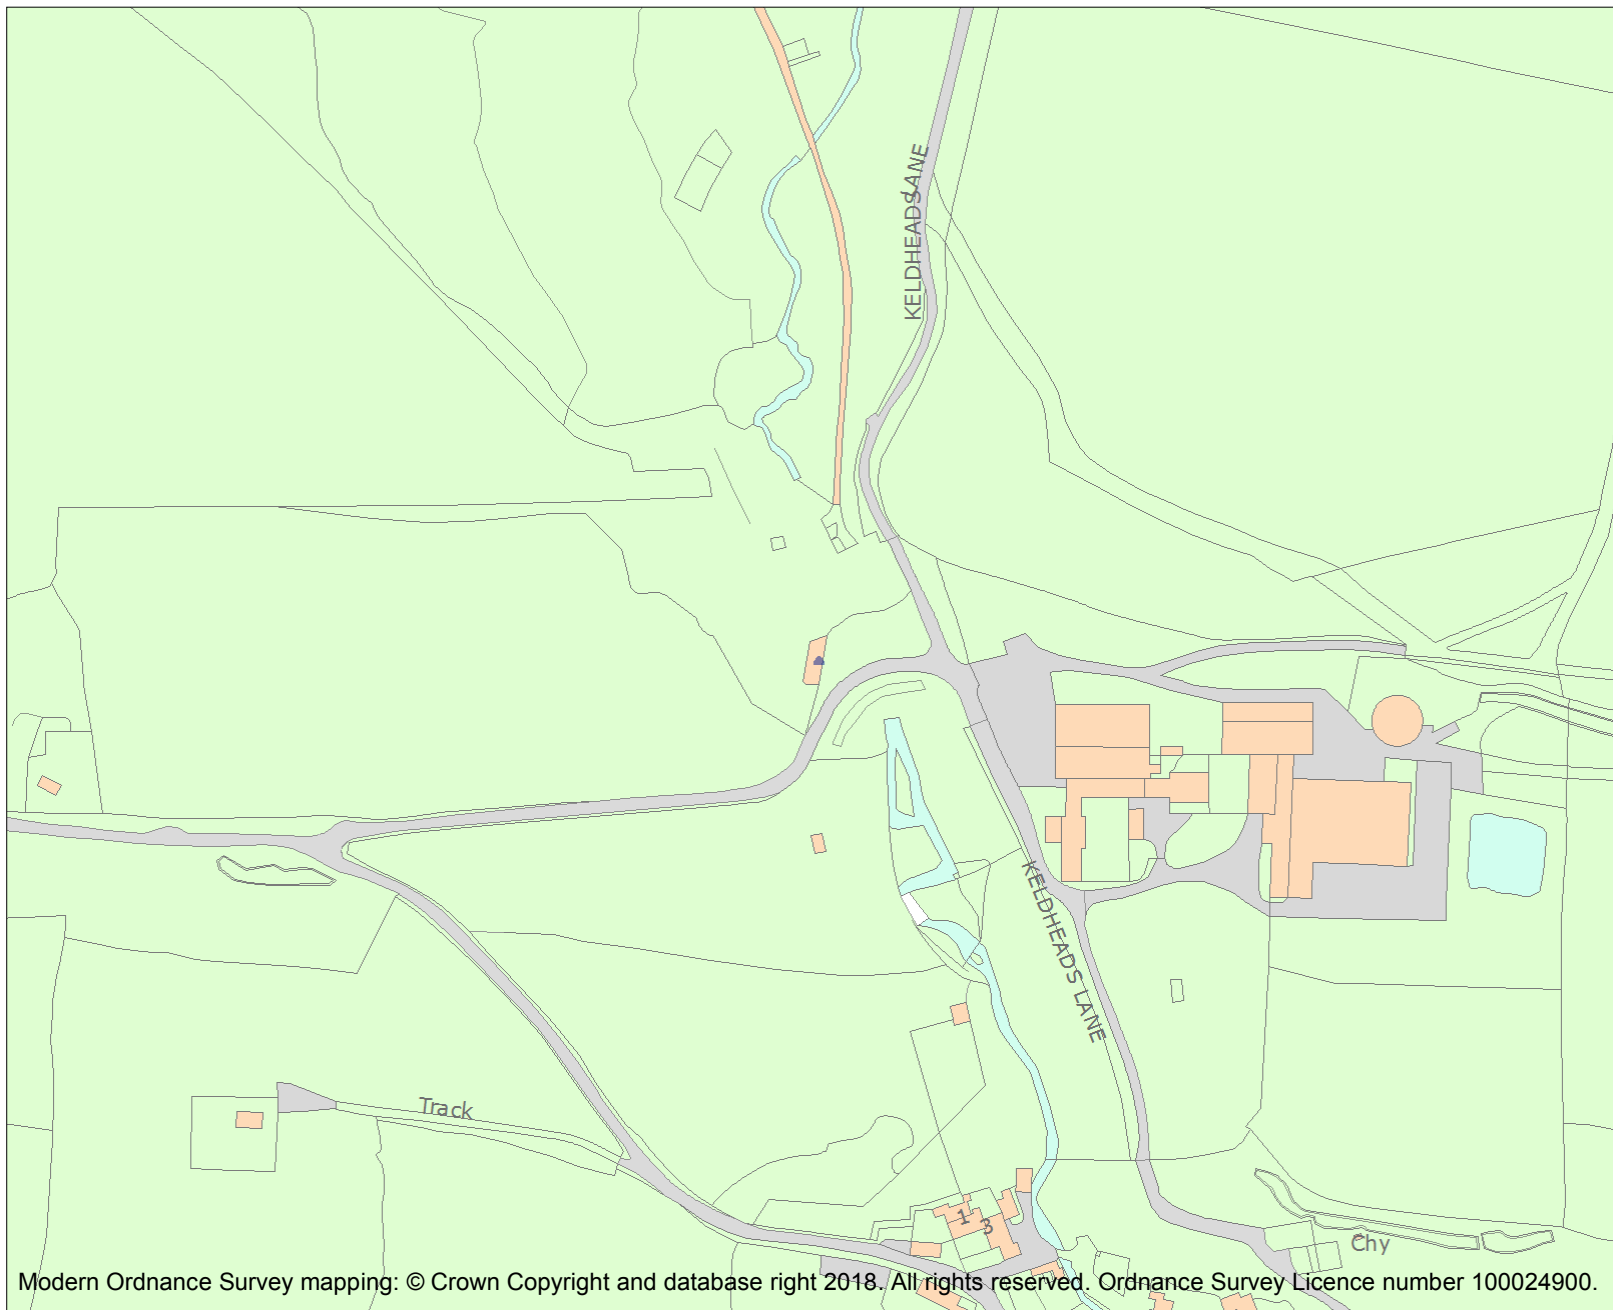 KELDHEADS LANE
KELDHEADS LANE
Track
1
3
Chy
Modern Ordnance Survey mapping: © Crown Copyright and database right 2018. All rights reserved. Ordnance Survey Licence number 100024900.